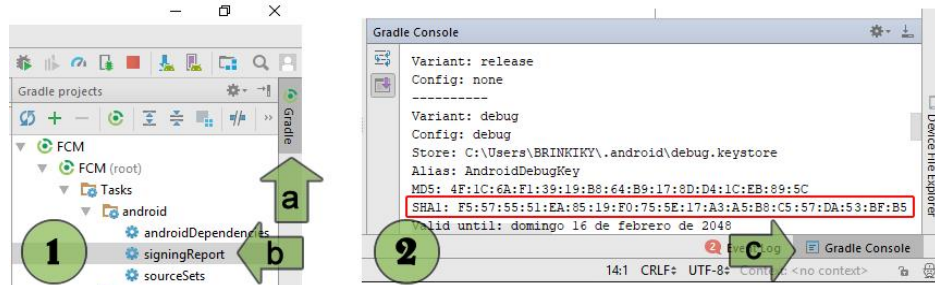 Gradle projects
Gradle
FCM
FCM (root)
Tasks
android
androidDependencies
signingReport
sourceSets
a
b
1
Gradle Console
Variant: release
Config: none
----------
Variant: debug
Config: debug
Store: C:\Users\BRINKIKY\.android\debug.keystore
Alias: AndroidDebugKey
MD5: 4F:1C:6A:F1:39:19:B8:64:B9:17:8D:D4:1C:EB:89:5C
SHA1: F5:57:55:51:EA:85:19:F0:75:5E:17:A3:A5:B8:C5:57:DA:53:BF:B5
Valid until: domingo 16 de febrero de 2048
2
2 Event Log
C
Gradle Console
14:1 CRLF UTF-8 Context: <no context>
Device File Explorer